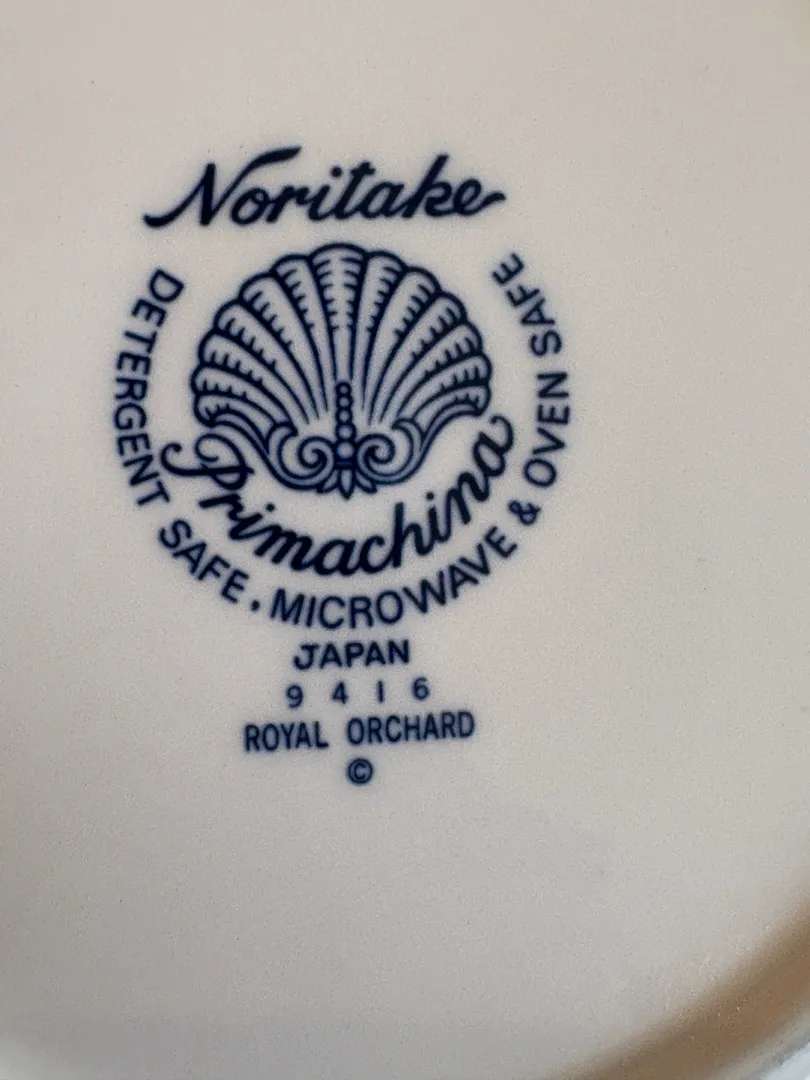 Noritake
Primachina
DETERGENT SAFE. MICROWAVE & OVEN SAFE
JAPAN
9416
ROYAL ORCHARD
©